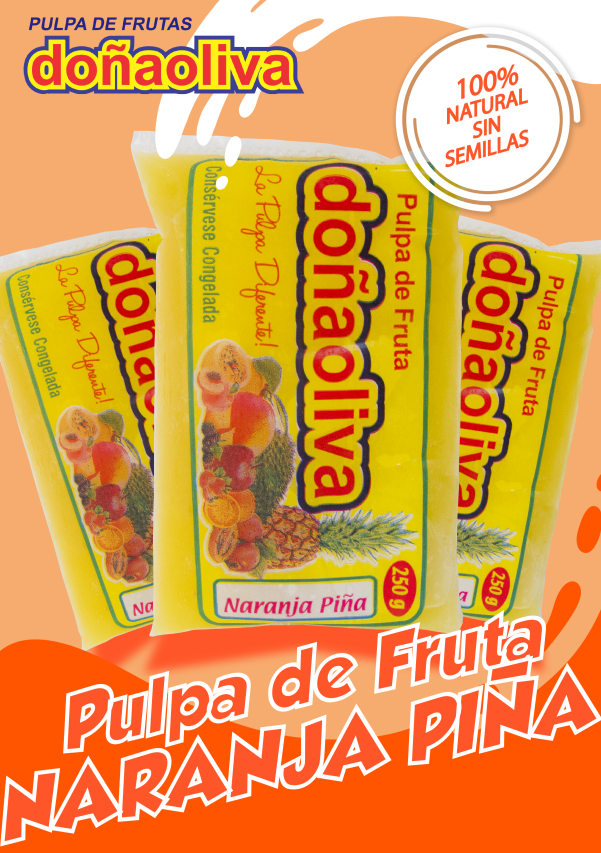 PULPA DE FRUTAS
doñaoliva
100%
NATURAL
SIN
SEMILLAS
Pulpa de Fruta
doñaoliva
La Pulpa Diferente!
Consérvese Congelada
Naranja Piña
250 g
doñaoliva
La Pulpa Diferente!
Consérvese Congelada
Na
Pulpa de Fruta
doñaoliva
a
250 g
Pulpa de Fruta
NARANJA PIÑA